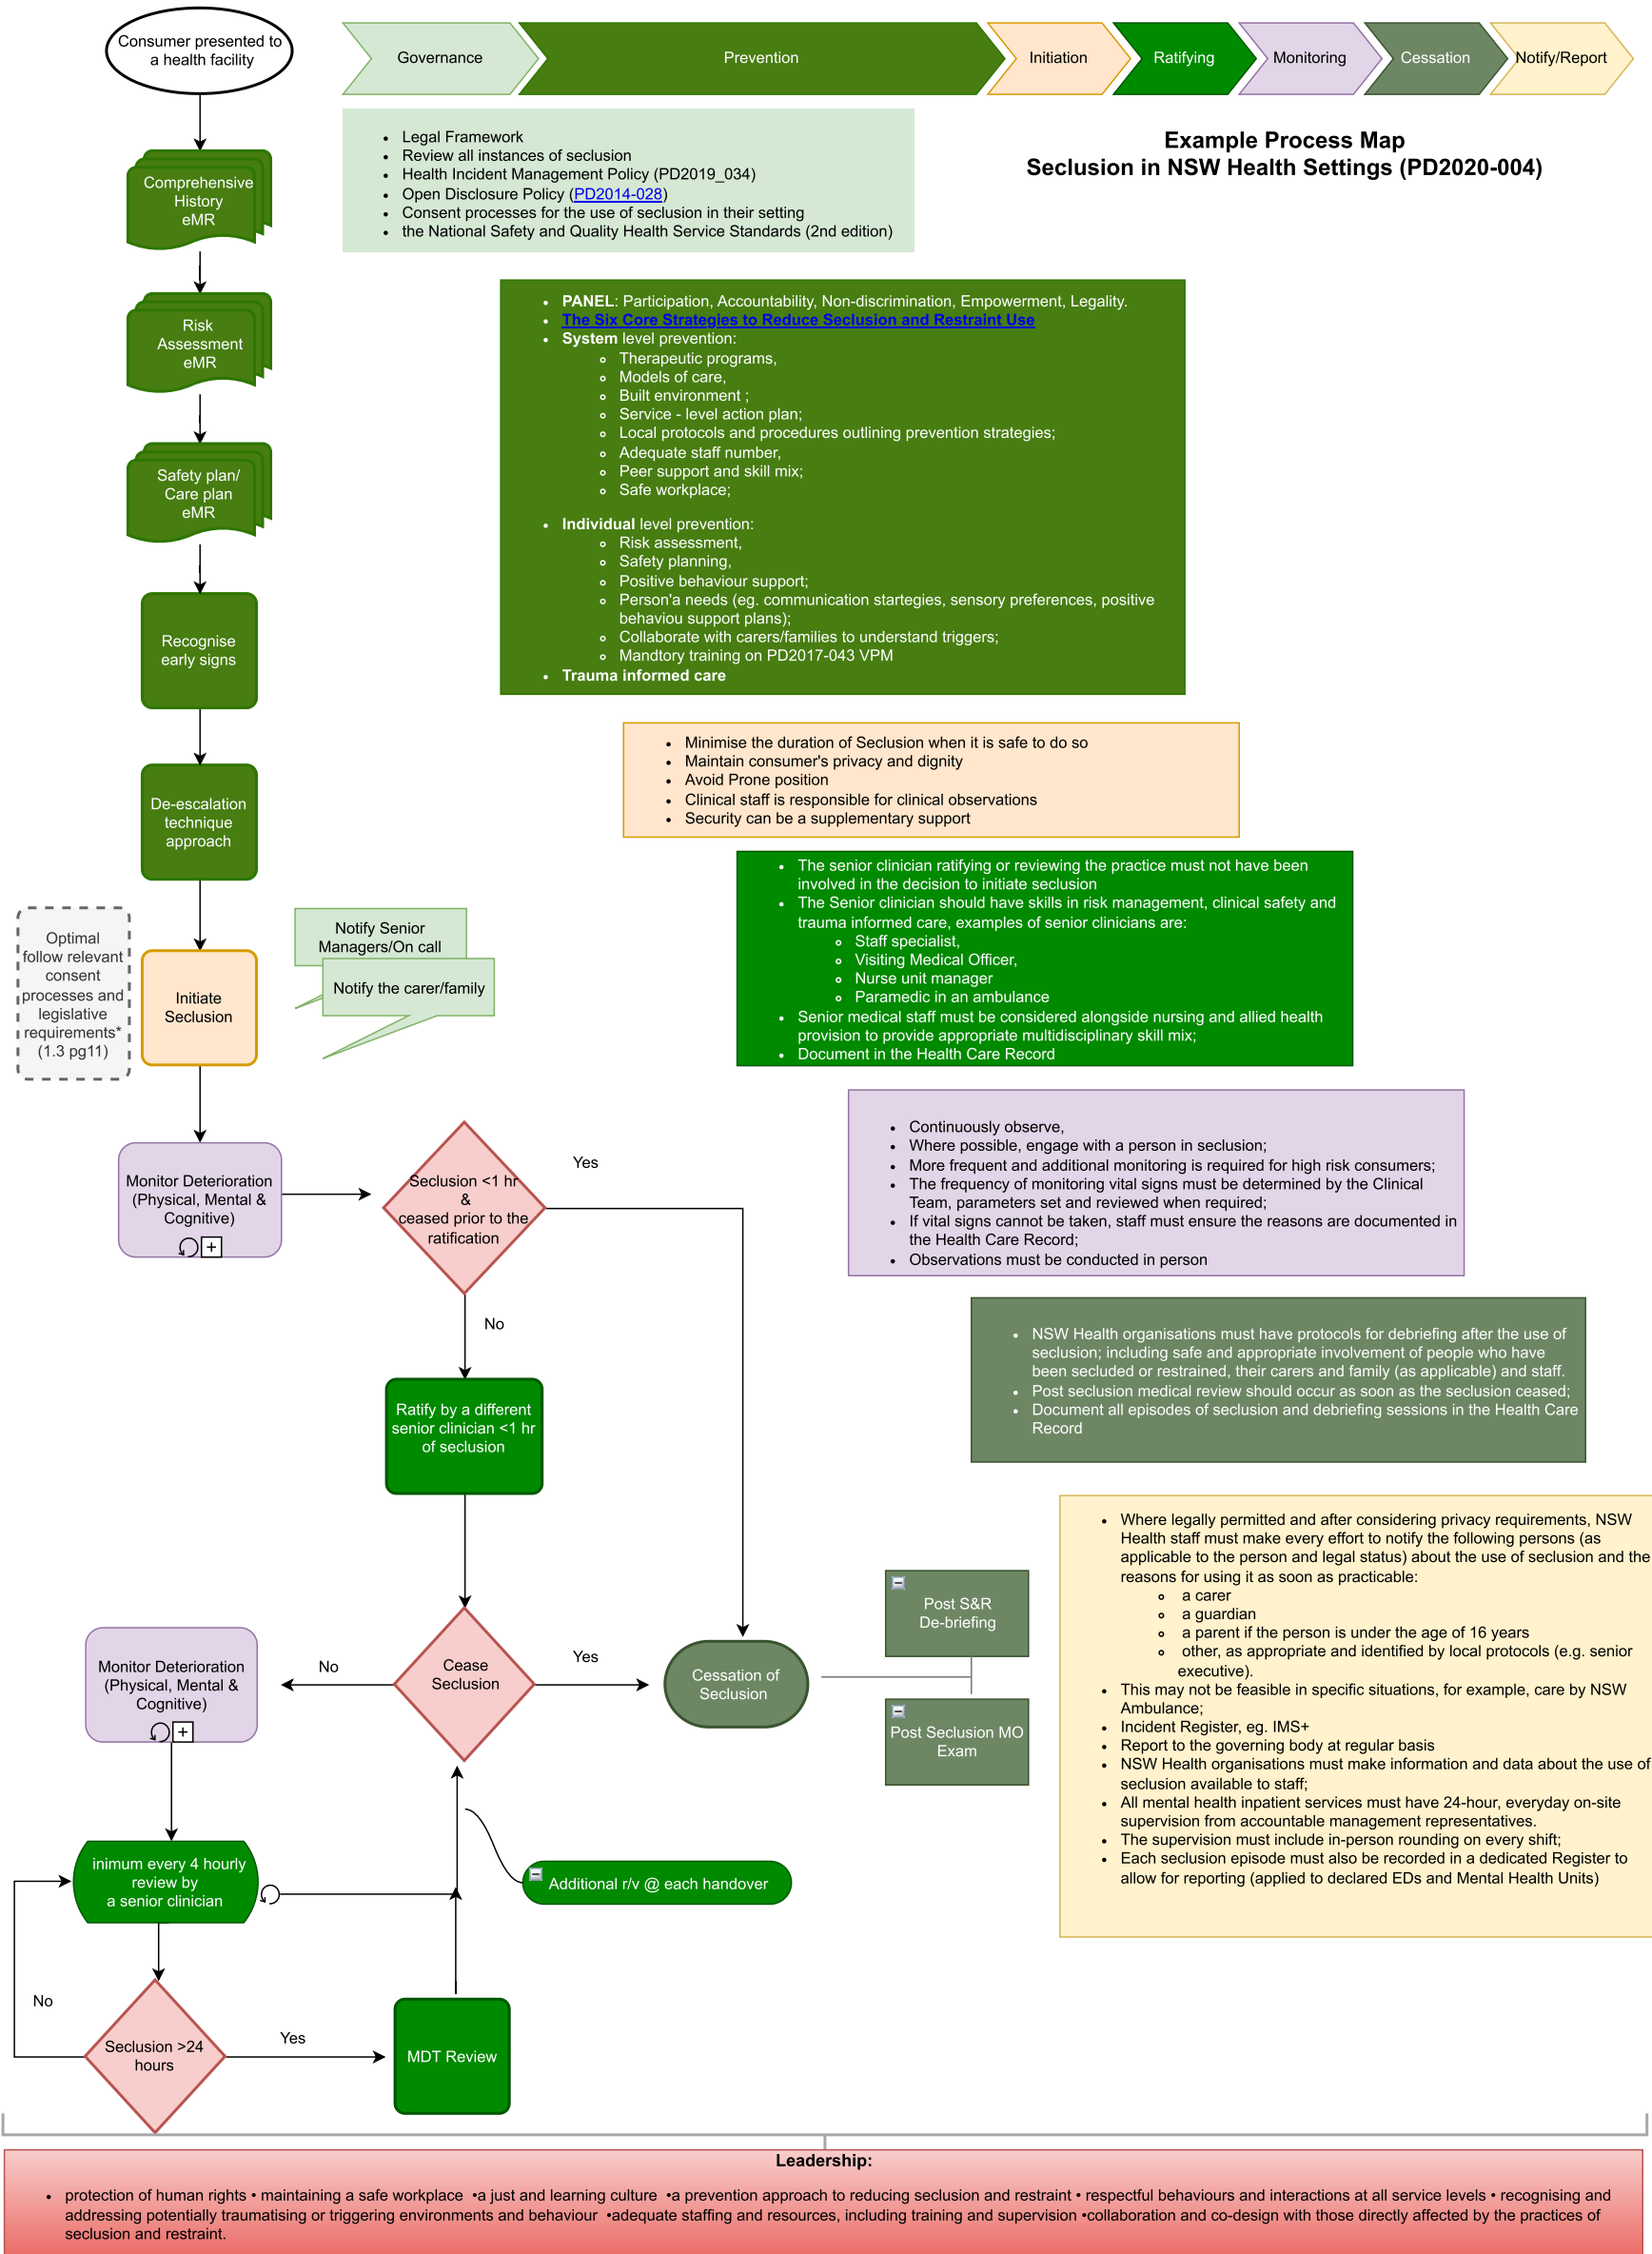 Consumer presented to
a health facility
Governance
Prevention
Initiation
Ratifying
Monitoring
Cessation
Notify/Report
Example Process Map
Seclusion in NSW Health Settings (PD2020-004)
• Legal Framework
• Review all instances of seclusion
• Health Incident Management Policy (PD2019_034)
• Open Disclosure Policy (PD2014-028)
• Consent processes for the use of seclusion in their setting
• the National Safety and Quality Health Service Standards (2nd edition)
Comprehensive
History
eMR
Risk
Assessment
eMR
Safety plan/
Care plan
eMR
Recognise
early signs
De-escalation
technique
approach
• PANEL: Participation, Accountability, Non-discrimination, Empowerment, Legality.
• The Six Core Strategies to Reduce Seclusion and Restraint Use
• System level prevention:
Therapeutic programs,
Models of care,
Built environment ;
Service - level action plan;
Local protocols and procedures outlining prevention strategies;
Adequate staff number,
Peer support and skill mix;
Safe workplace;
• Individual level prevention:
Risk assessment,
Safety planning,
Positive behaviour support;
Person'a needs (eg. communication startegies, sensory preferences, positive
behaviou support plans);
Collaborate with carers/families to understand triggers;
Mandtory training on PD2017-043 VPM
• Trauma informed care
• Minimise the duration of Seclusion when it is safe to do so
• Maintain consumer's privacy and dignity
• Avoid Prone position
• Clinical staff is responsible for clinical observations
• Security can be a supplementary support
• The senior clinician ratifying or reviewing the practice must not have been
involved in the decision to initiate seclusion
• The Senior clinician should have skills in risk management, clinical safety and
trauma informed care, examples of senior clinicians are:
Staff specialist,
Visiting Medical Officer,
Nurse unit manager
Paramedic in an ambulance
• Senior medical staff must be considered alongside nursing and allied health
provision to provide appropriate multidisciplinary skill mix;
• Document in the Health Care Record
Optimal
follow relevant
consent
processes and
legislative
requirements*
(1.3 pg11)
Initiate
Seclusion
Notify Senior
Managers/On call
Notify the carer/family
• Continuously observe,
• Where possible, engage with a person in seclusion;
• More frequent and additional monitoring is required for high risk consumers;
• The frequency of monitoring vital signs must be determined by the Clinical
Team, parameters set and reviewed when required;
• If vital signs cannot be taken, staff must ensure the reasons are documented in
the Health Care Record;
• Observations must be conducted in person
Monitor Deterioration
(Physical, Mental &
Cognitive)
Seclusion <1 hr
&
ceased prior to the
ratification
Yes
No
Ratify by a different
senior clinician <1 hr
of seclusion
• NSW Health organisations must have protocols for debriefing after the use of
seclusion; including safe and appropriate involvement of people who have
been secluded or restrained, their carers and family (as applicable) and staff.
• Post seclusion medical review should occur as soon as the seclusion ceased;
• Document all episodes of seclusion and debriefing sessions in the Health Care
Record
• Where legally permitted and after considering privacy requirements, NSW
Health staff must make every effort to notify the following persons (as
applicable to the person and legal status) about the use of seclusion and the
reasons for using it as soon as practicable:
a carer
a guardian
a parent if the person is under the age of 16 years
other, as appropriate and identified by local protocols (e.g. senior
executive).
• This may not be feasible in specific situations, for example, care by NSW
Ambulance;
• Incident Register, eg. IMS+
• Report to the governing body at regular basis
• NSW Health organisations must make information and data about the use of
seclusion available to staff;
• All mental health inpatient services must have 24-hour, everyday on-site
supervision from accountable management representatives.
• The supervision must include in-person rounding on every shift;
• Each seclusion episode must also be recorded in a dedicated Register to
allow for reporting (applied to declared EDs and Mental Health Units)
Post S&R
De-briefing
Post Seclusion MO
Exam
Cessation of
Seclusion
Yes
Cease
Seclusion
No
Monitor Deterioration
(Physical, Mental &
Cognitive)
inimum every 4 hourly
review by
a senior clinician
Additional r/v @ each handover
No
Seclusion >24
hours
Yes
MDT Review
Leadership:
• protection of human rights • maintaining a safe workplace •a just and learning culture •a prevention approach to reducing seclusion and restraint • respectful behaviours and interactions at all service levels • recognising and
addressing potentially traumatising or triggering environments and behaviour •adequate staffing and resources, including training and supervision •collaboration and co-design with those directly affected by the practices of
seclusion and restraint.